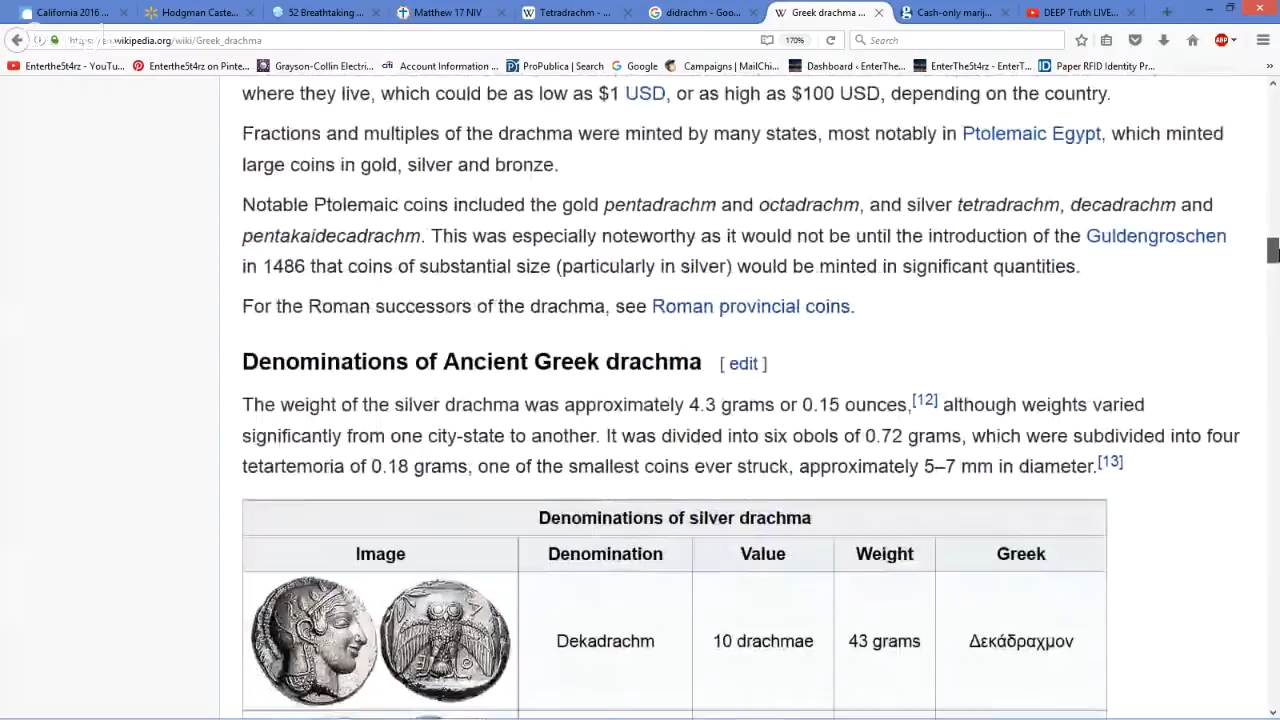 California 2016 ...
Hodgman Caste...
52 Breathtaking ...
Matthew 17 NIV
Tetradrachm - ...
didrachm - Goo...
Greek drachma ...
Cash-only marij...
DEEP Truth LIVE...
wikipedia.org/wiki/Greek_drachma
170%
Search
ABP
Enterthe5t4rz - YouTu...
Enterthe5t4rz on Pinte...
Grayson-Collin Electri...
Account Information ...
ProPublica | Search
Google
Campaigns | MailChi...
Dashboard ‹ EnterThe...
EnterThe5t4rz - EnterT...
Paper RFID Identity Pr...
where they live, which could be as low as $1 USD, or as high as $100 USD, depending on the country.
Fractions and multiples of the drachma were minted by many states, most notably in Ptolemaic Egypt, which minted
large coins in gold, silver and bronze.
Notable Ptolemaic coins included the gold pentadrachm and octadrachm, and silver tetradrachm, decadrachm and
pentakaidecadrachm. This was especially noteworthy as it would not be until the introduction of the Guldengroschen
in 1486 that coins of substantial size (particularly in silver) would be minted in significant quantities.
For the Roman successors of the drachma, see Roman provincial coins.
Denominations of Ancient Greek drachma [ edit ]
The weight of the silver drachma was approximately 4.3 grams or 0.15 ounces,[12] although weights varied
significantly from one city-state to another. It was divided into six obols of 0.72 grams, which were subdivided into four
tetartemoria of 0.18 grams, one of the smallest coins ever struck, approximately 5–7 mm in diameter.[13]
Denominations of silver drachma
Image Denomination Value Weight Greek
Dekadrachm 10 drachmae 43 grams Δεκάδραχμον